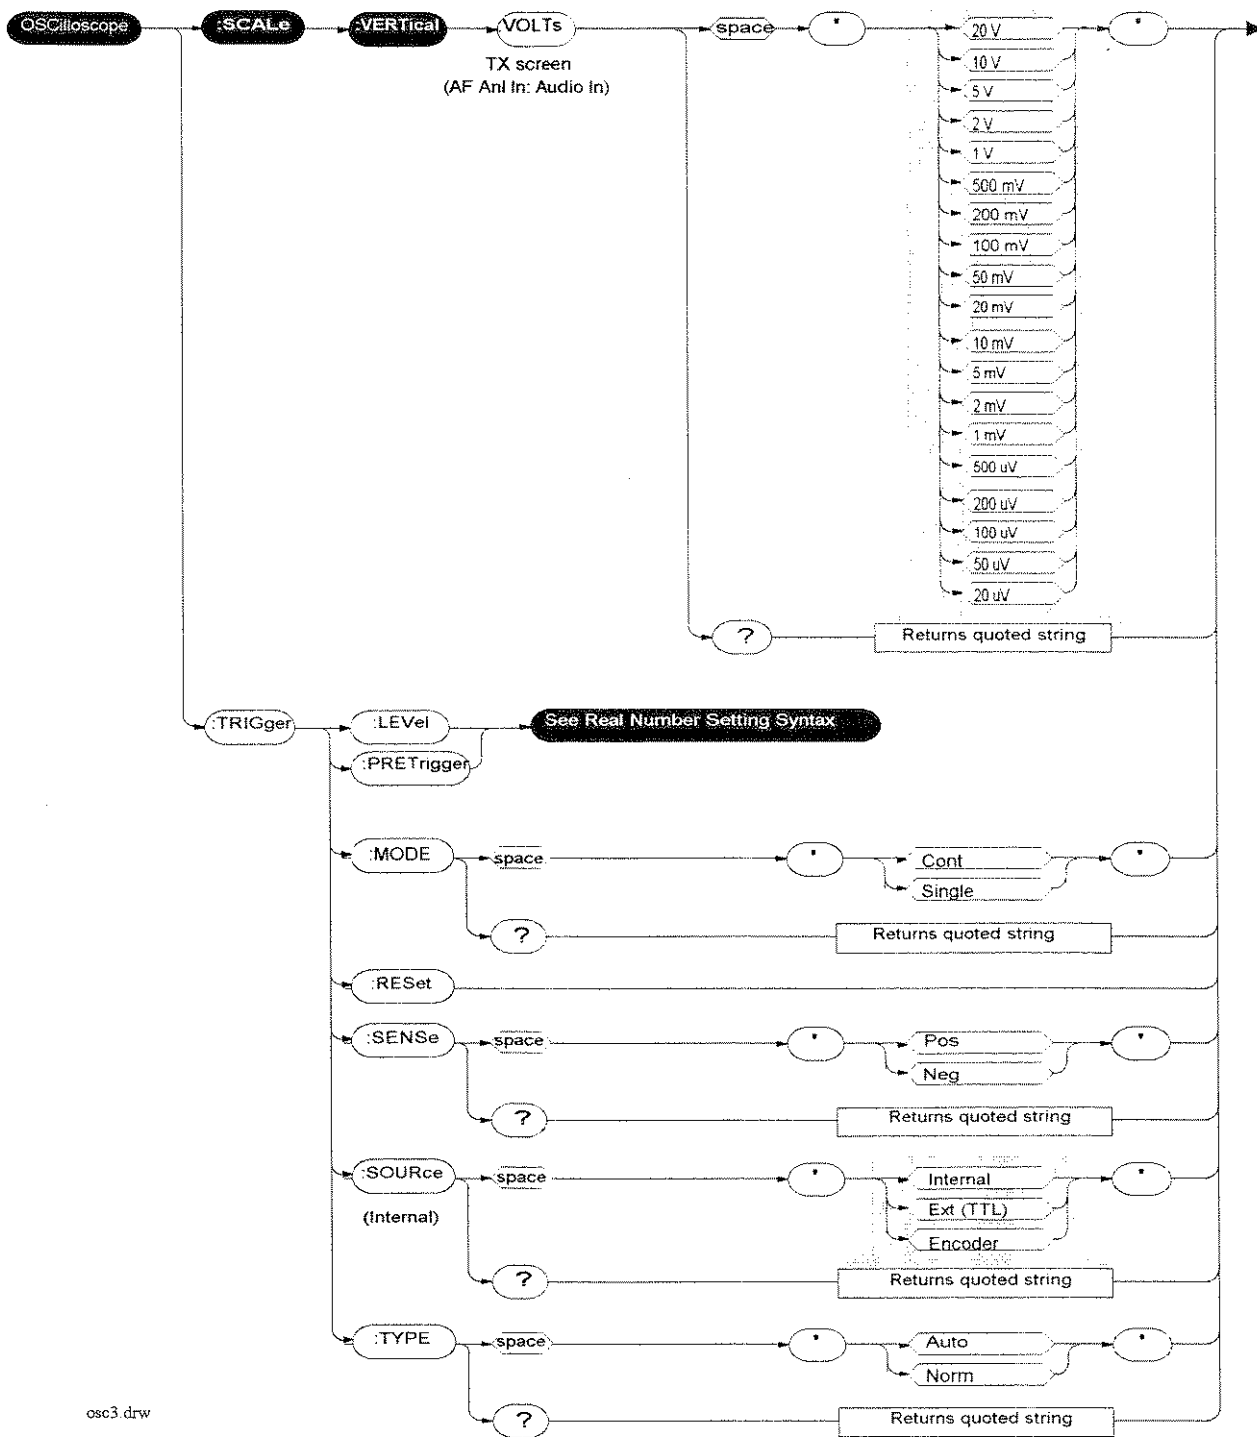 OSCilloscope :SCALe :VERTical VOLTs space " 20 V "
TX screen
(AF Anl In: Audio In)
10 V
5 V
2 V
1 V
500 mV
200 mV
100 mV
50 mV
20 mV
10 mV
5 mV
2 mV
1 mV
500 uV
200 uV
100 uV
50 uV
20 uV
? Returns quoted string
:TRIGger :LEVel See Real Number Setting Syntax
:PRETrigger
:MODE space " Cont "
Single
? Returns quoted string
:RESet
:SENSe space " Pos "
Neg
? Returns quoted string
:SOURce space " Internal "
(Internal) Ext (TTL)
Encoder
? Returns quoted string
:TYPE space " Auto "
Norm
? Returns quoted string
osc3.drw